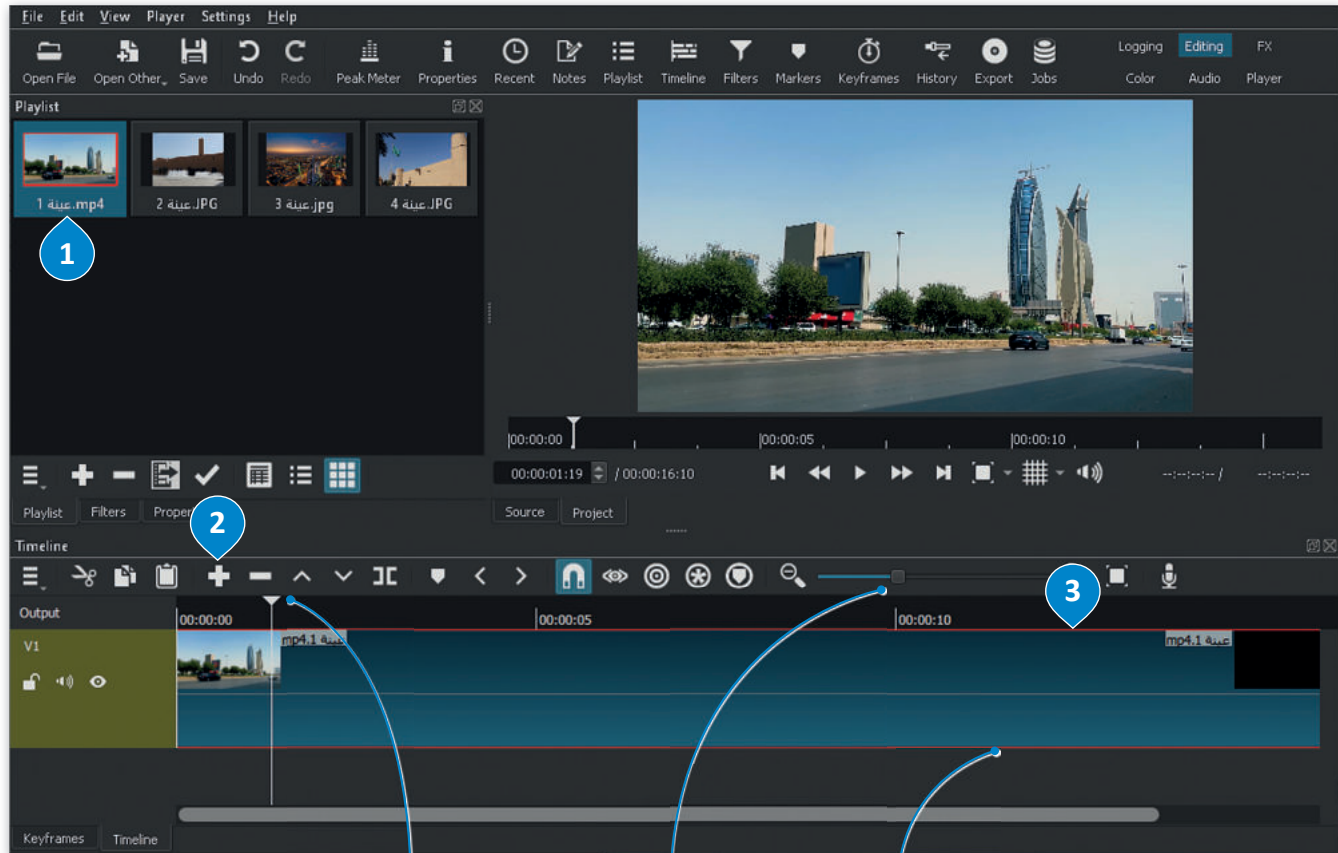 File Edit View Player Settings Help
Open File Open Other Save Undo Redo Peak Meter Properties Recent Notes Playlist Timeline Filters Markers Keyframes History Export Jobs
Logging Editing FX
Color Audio Player
Playlist
عينة 1.mp4 عينة 2.JPG عينة 3.jpg عينة 4.JPG
1
00:00:00 00:00:05 00:00:10
00:00:01:19 / 00:00:16:10 --:--:--:-- / --:--:--:--
Playlist Filters Proper
Source Project
2
Timeline
3
Output 00:00:00 00:00:05 00:00:10
V1
عينة 1.mp4 عينة 1.mp4
Keyframes Timeline